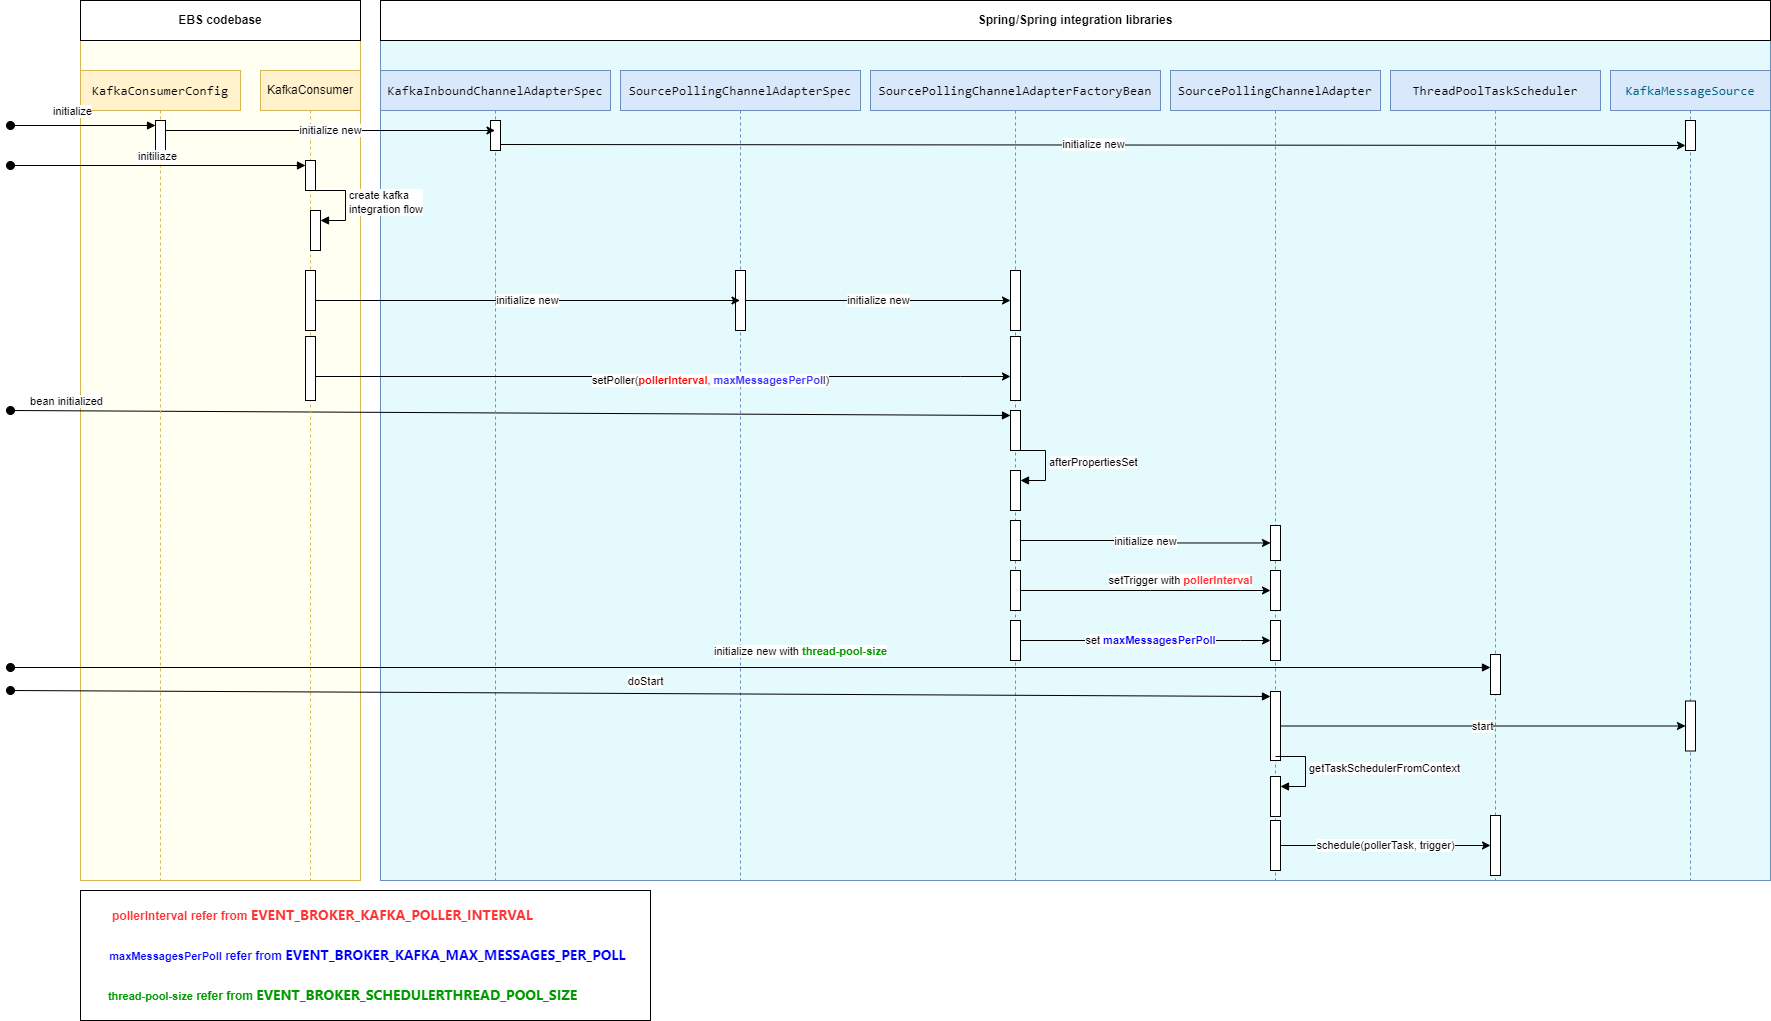 EBS codebase
Spring/Spring integration libraries
KafkaConsumerConfig
KafkaConsumer
KafkaInboundChannelAdapterSpec
SourcePollingChannelAdapterSpec
SourcePollingChannelAdapterFactoryBean
SourcePollingChannelAdapter
ThreadPoolTaskScheduler
KafkaMessageSource
initialize
initialize new
initialize new
initiliaze
create kafka
integration flow
initialize new
initialize new
setPoller(pollerInterval, maxMessagesPerPoll)
bean initialized
afterPropertiesSet
initialize new
setTrigger with pollerInterval
set maxMessagesPerPoll
initialize new with thread-pool-size
doStart
start
getTaskSchedulerFromContext
schedule(pollerTask, trigger)
pollerInterval refer from EVENT_BROKER_KAFKA_POLLER_INTERVAL
maxMessagesPerPoll refer from EVENT_BROKER_KAFKA_MAX_MESSAGES_PER_POLL
thread-pool-size refer from EVENT_BROKER_SCHEDULERTHREAD_POOL_SIZE